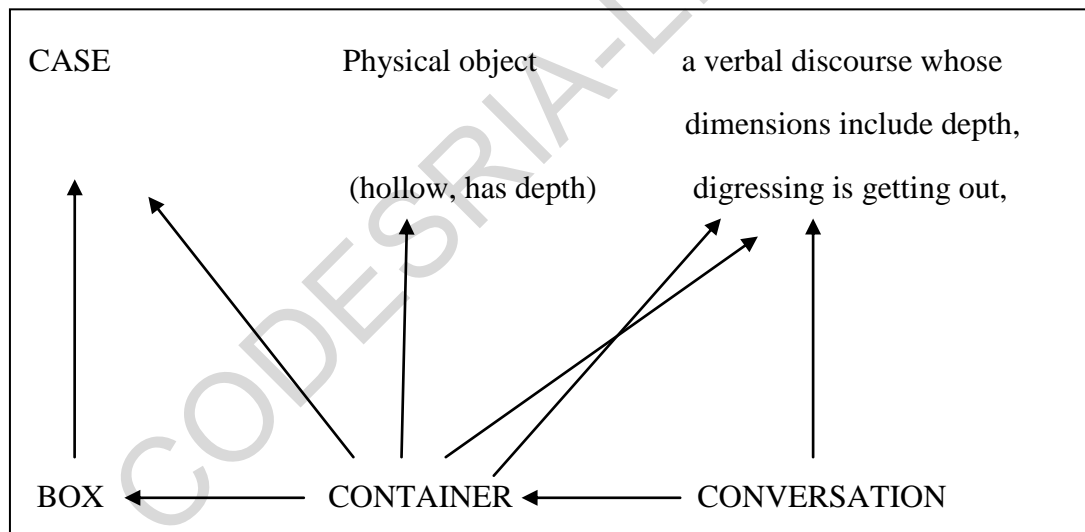 CASE Physical object a verbal discourse whose
dimensions include depth,
(hollow, has depth) digressing is getting out,
BOX CONTAINER CONVERSATION
CODESRIA-L